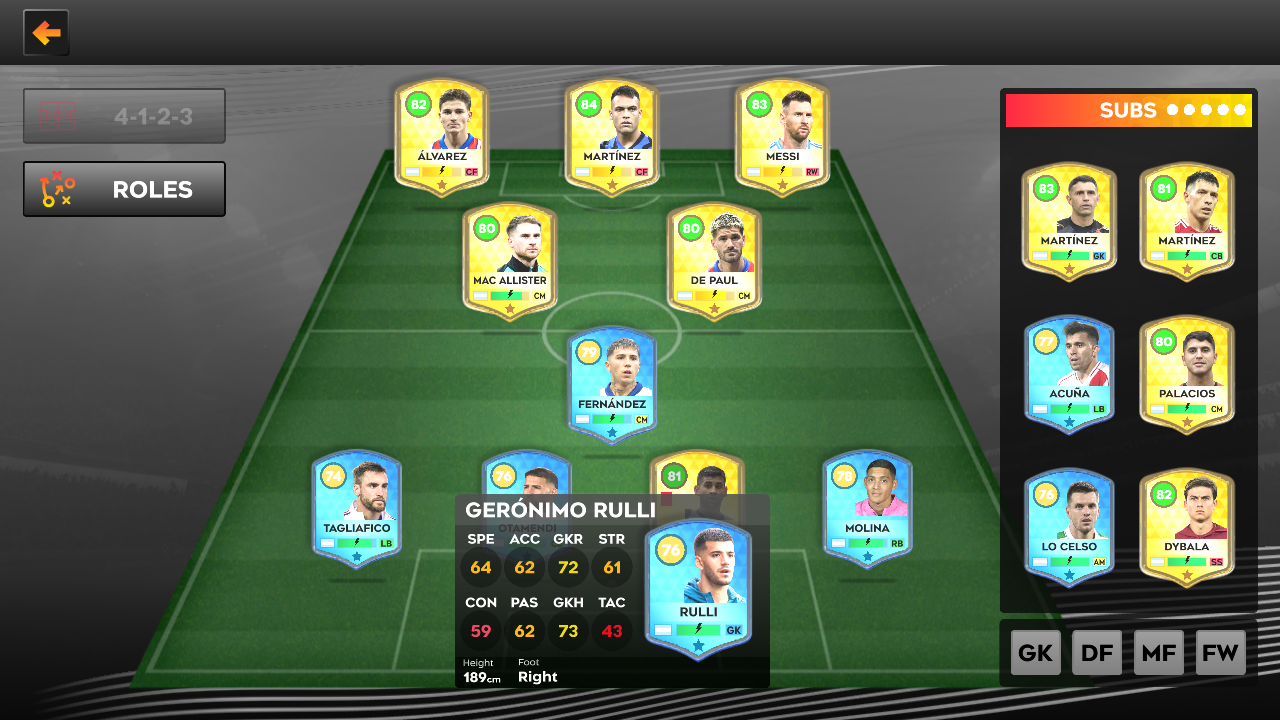 4-1-2-3
ROLES
82
ÁLVAREZ
CF
84
MARTÍNEZ
CF
83
MESSI
RW
80
MAC ALLISTER
CM
80
DE PAUL
CM
79
FERNÁNDEZ
CM
74
TAGLIAFICO
LB
76
OTAMENDI
81
78
MOLINA
RB
GERÓNIMO RULLI
SPE ACC GKR STR
64 62 72 61
CON PAS GKH TAC
59 62 73 43
Height Foot
189cm Right
76
RULLI
GK
SUBS
83
MARTÍNEZ
GK
81
MARTÍNEZ
CB
77
ACUÑA
LB
80
PALACIOS
CM
76
LO CELSO
AM
82
DYBALA
SS
GK DF MF FW